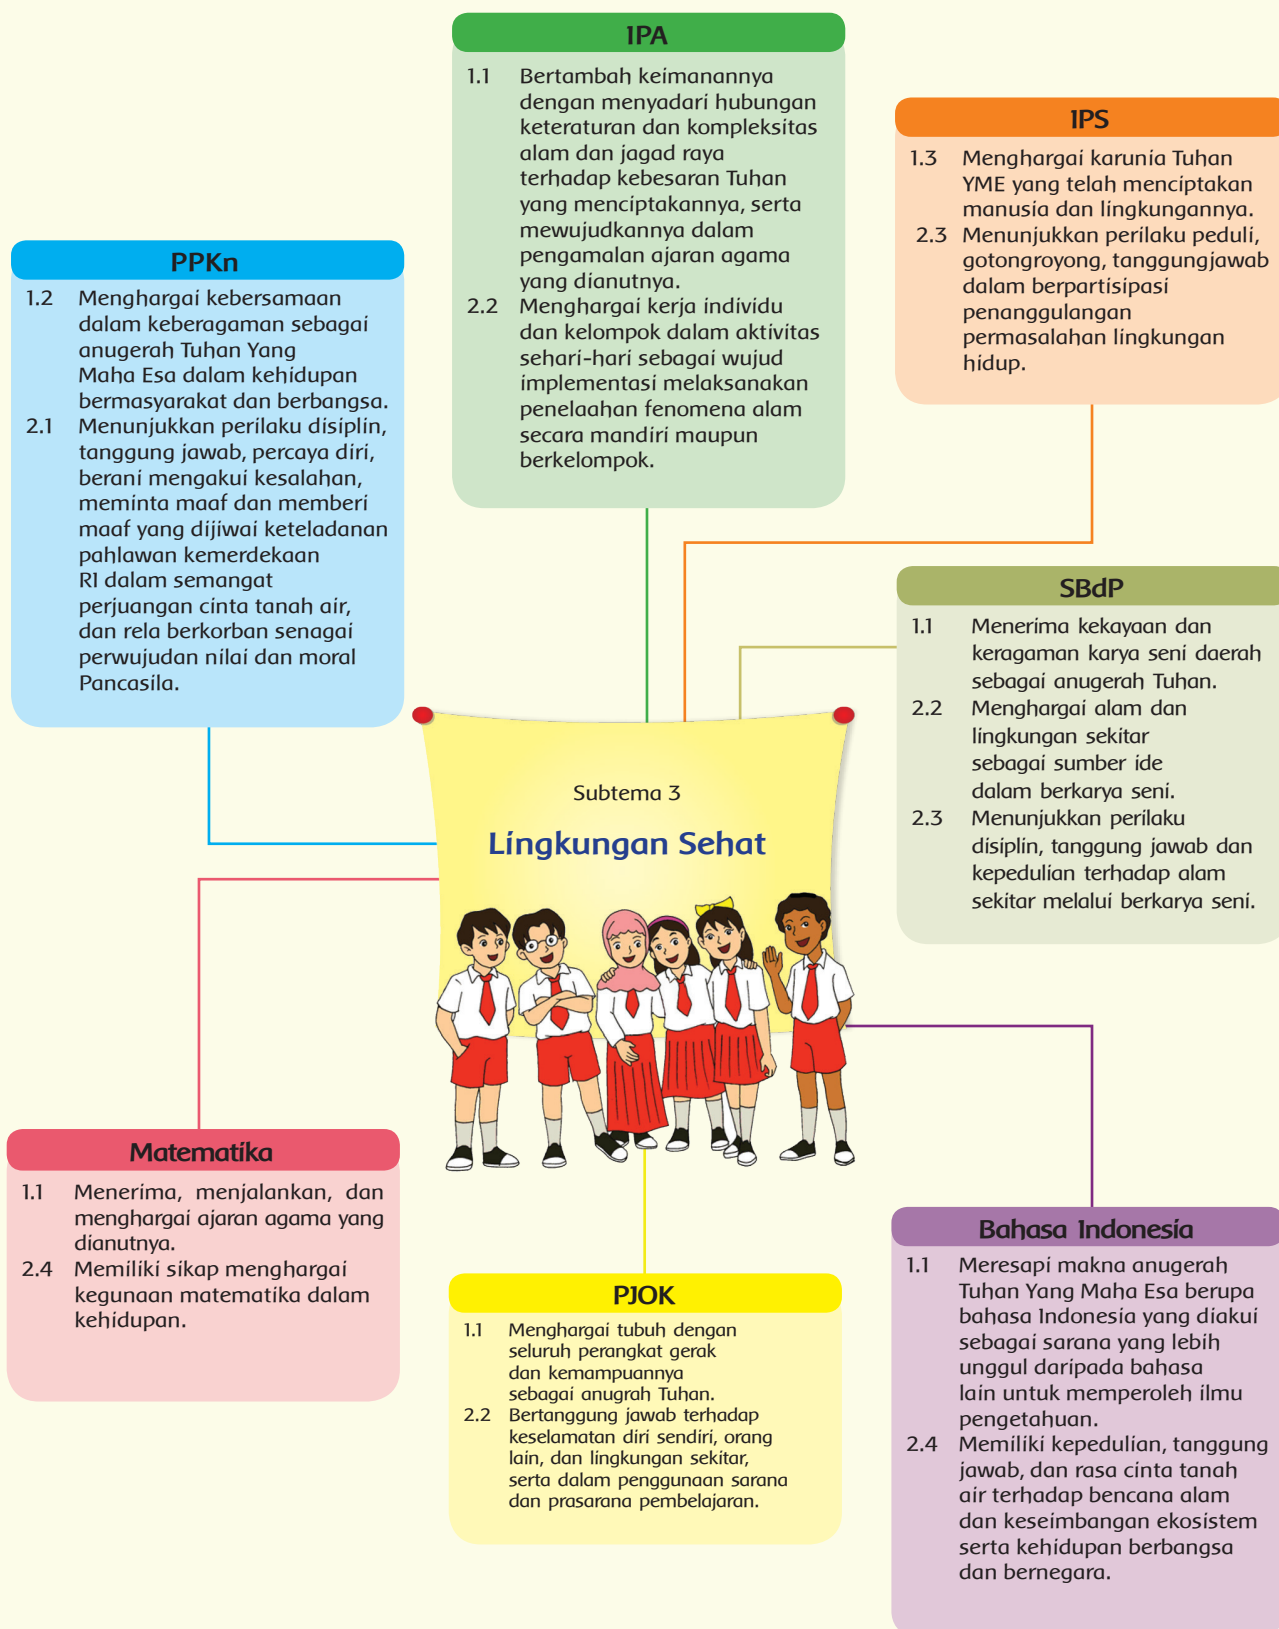 IPA
1.1 Bertambah keimanannya
dengan menyadari hubungan
keteraturan dan kompleksitas
alam dan jagad raya
terhadap kebesaran Tuhan
yang menciptakannya, serta
mewujudkannya dalam
pengamalan ajaran agama
yang dianutnya.
2.2 Menghargai kerja individu
dan kelompok dalam aktivitas
sehari-hari sebagai wujud
implementasi melaksanakan
penelaahan fenomena alam
secara mandiri maupun
berkelompok.
IPS
1.3 Menghargai karunia Tuhan
YME yang telah menciptakan
manusia dan lingkungannya.
2.3 Menunjukkan perilaku peduli,
gotongroyong, tanggungjawab
dalam berpartisipasi
penanggulangan
permasalahan lingkungan
hidup.
PPKn
1.2 Menghargai kebersamaan
dalam keberagaman sebagai
anugerah Tuhan Yang
Maha Esa dalam kehidupan
bermasyarakat dan berbangsa.
2.1 Menunjukkan perilaku disiplin,
tanggung jawab, percaya diri,
berani mengakui kesalahan,
meminta maaf dan memberi
maaf yang dijiwai keteladanan
pahlawan kemerdekaan
RI dalam semangat
perjuangan cinta tanah air,
dan rela berkorban senagai
perwujudan nilai dan moral
Pancasila.
SBdP
1.1 Menerima kekayaan dan
keragaman karya seni daerah
sebagai anugerah Tuhan.
2.2 Menghargai alam dan
lingkungan sekitar
sebagai sumber ide
dalam berkarya seni.
2.3 Menunjukkan perilaku
disiplin, tanggung jawab dan
kepedulian terhadap alam
sekitar melalui berkarya seni.
Subtema 3
Lingkungan Sehat
Matematika
1.1 Menerima, menjalankan, dan
menghargai ajaran agama yang
dianutnya.
2.4 Memiliki sikap menghargai
kegunaan matematika dalam
kehidupan.
PJOK
1.1 Menghargai tubuh dengan
seluruh perangkat gerak
dan kemampuannya
sebagai anugrah Tuhan.
2.2 Bertanggung jawab terhadap
keselamatan diri sendiri, orang
lain, dan lingkungan sekitar,
serta dalam penggunaan sarana
dan prasarana pembelajaran.
Bahasa Indonesia
1.1 Meresapi makna anugerah
Tuhan Yang Maha Esa berupa
bahasa Indonesia yang diakui
sebagai sarana yang lebih
unggul daripada bahasa
lain untuk memperoleh ilmu
pengetahuan.
2.4 Memiliki kepedulian, tanggung
jawab, dan rasa cinta tanah
air terhadap bencana alam
dan keseimbangan ekosistem
serta kehidupan berbangsa
dan bernegara.